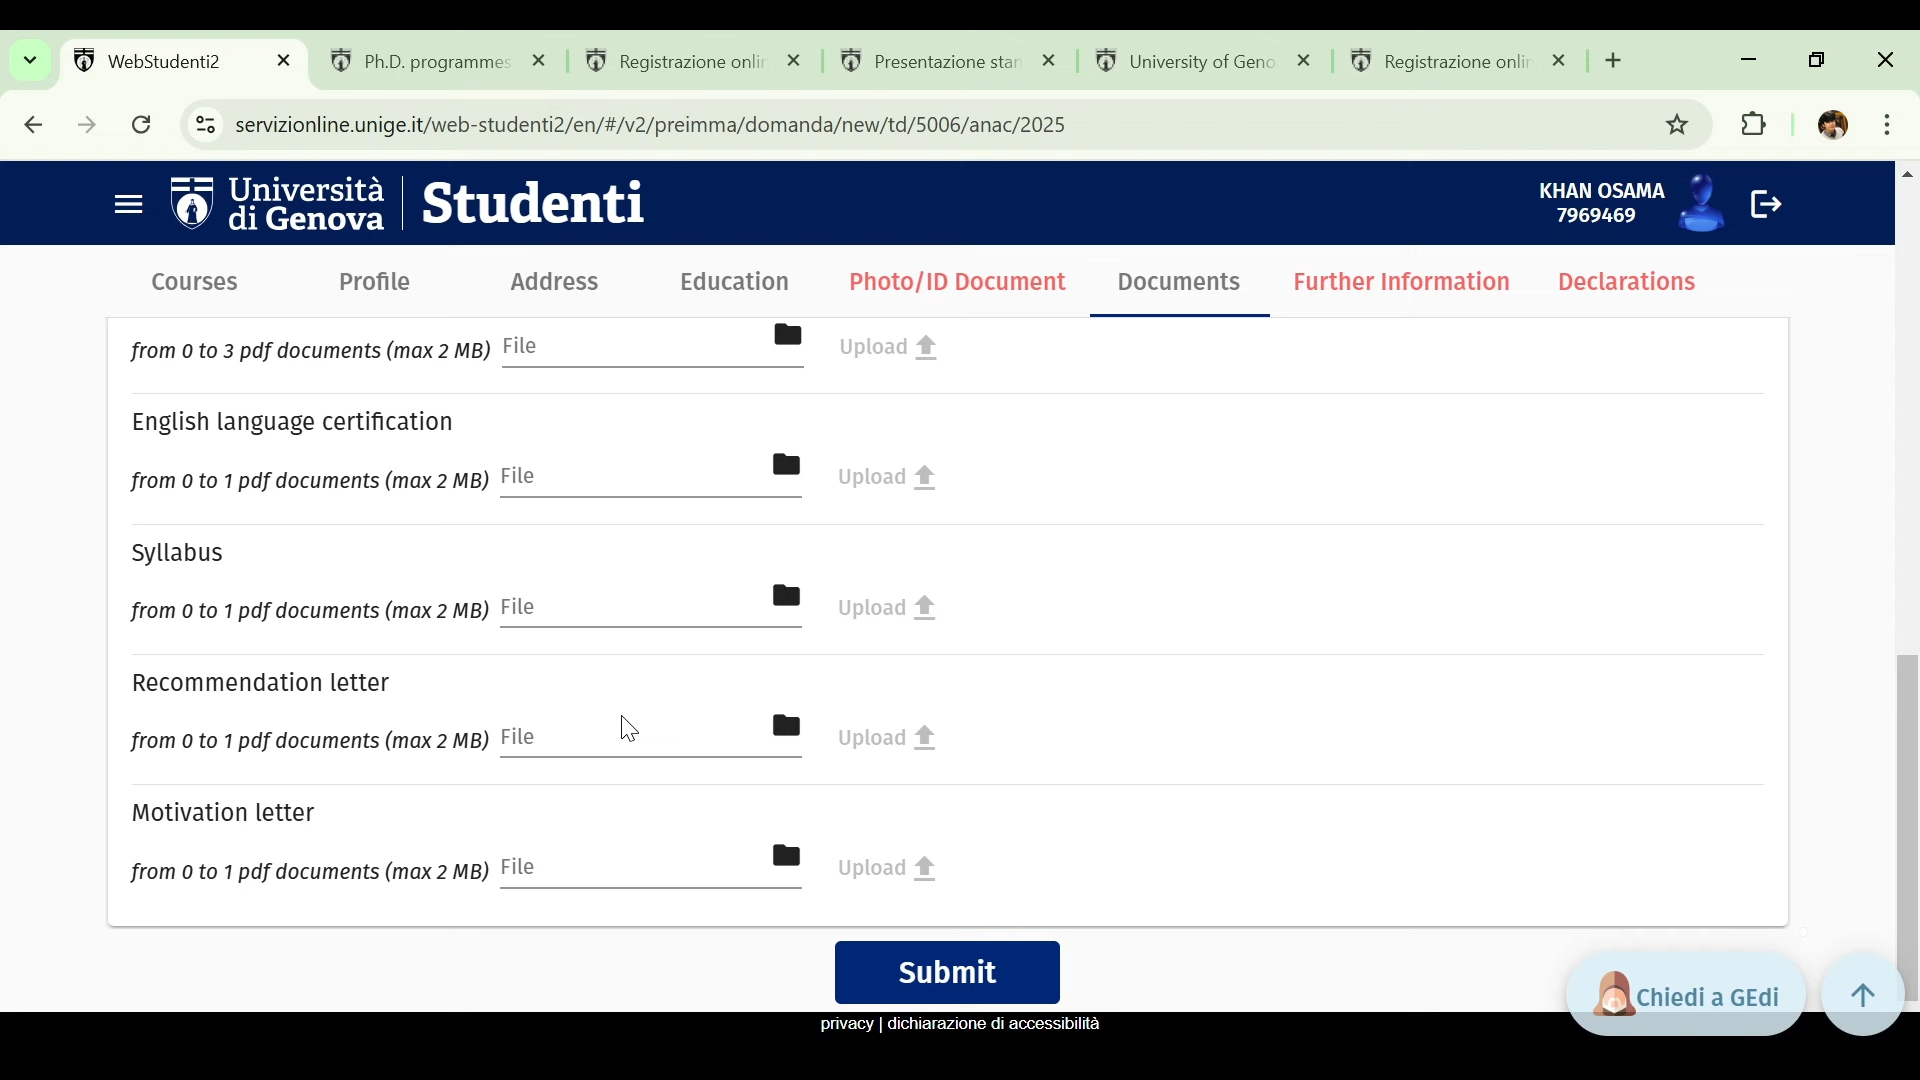 WebStudenti2
Ph.D. programmes
Registrazione onlin
Presentazione stan
University of Geno
Registrazione onlin
servizionline.unige.it/web-studenti2/en/#/v2/preimma/domanda/new/td/5006/anac/2025
Università
di Genova
Studenti
KHAN OSAMA
7969469
Courses
Profile
Address
Education
Photo/ID Document
Documents
Further Information
Declarations
from 0 to 3 pdf documents (max 2 MB) File Upload
English language certification
from 0 to 1 pdf documents (max 2 MB) File Upload
Syllabus
from 0 to 1 pdf documents (max 2 MB) File Upload
Recommendation letter
from 0 to 1 pdf documents (max 2 MB) File Upload
Motivation letter
from 0 to 1 pdf documents (max 2 MB) File Upload
Submit
Chiedi a GEdi
privacy | dichiarazione di accessibilità